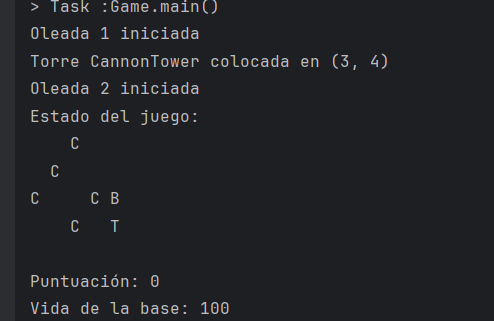 > Task :Game.main()
Oleada 1 iniciada
Torre CannonTower colocada en (3, 4)
Oleada 2 iniciada
Estado del juego:
    C
  C
C     C B
    C   T

Puntuación: 0
Vida de la base: 100